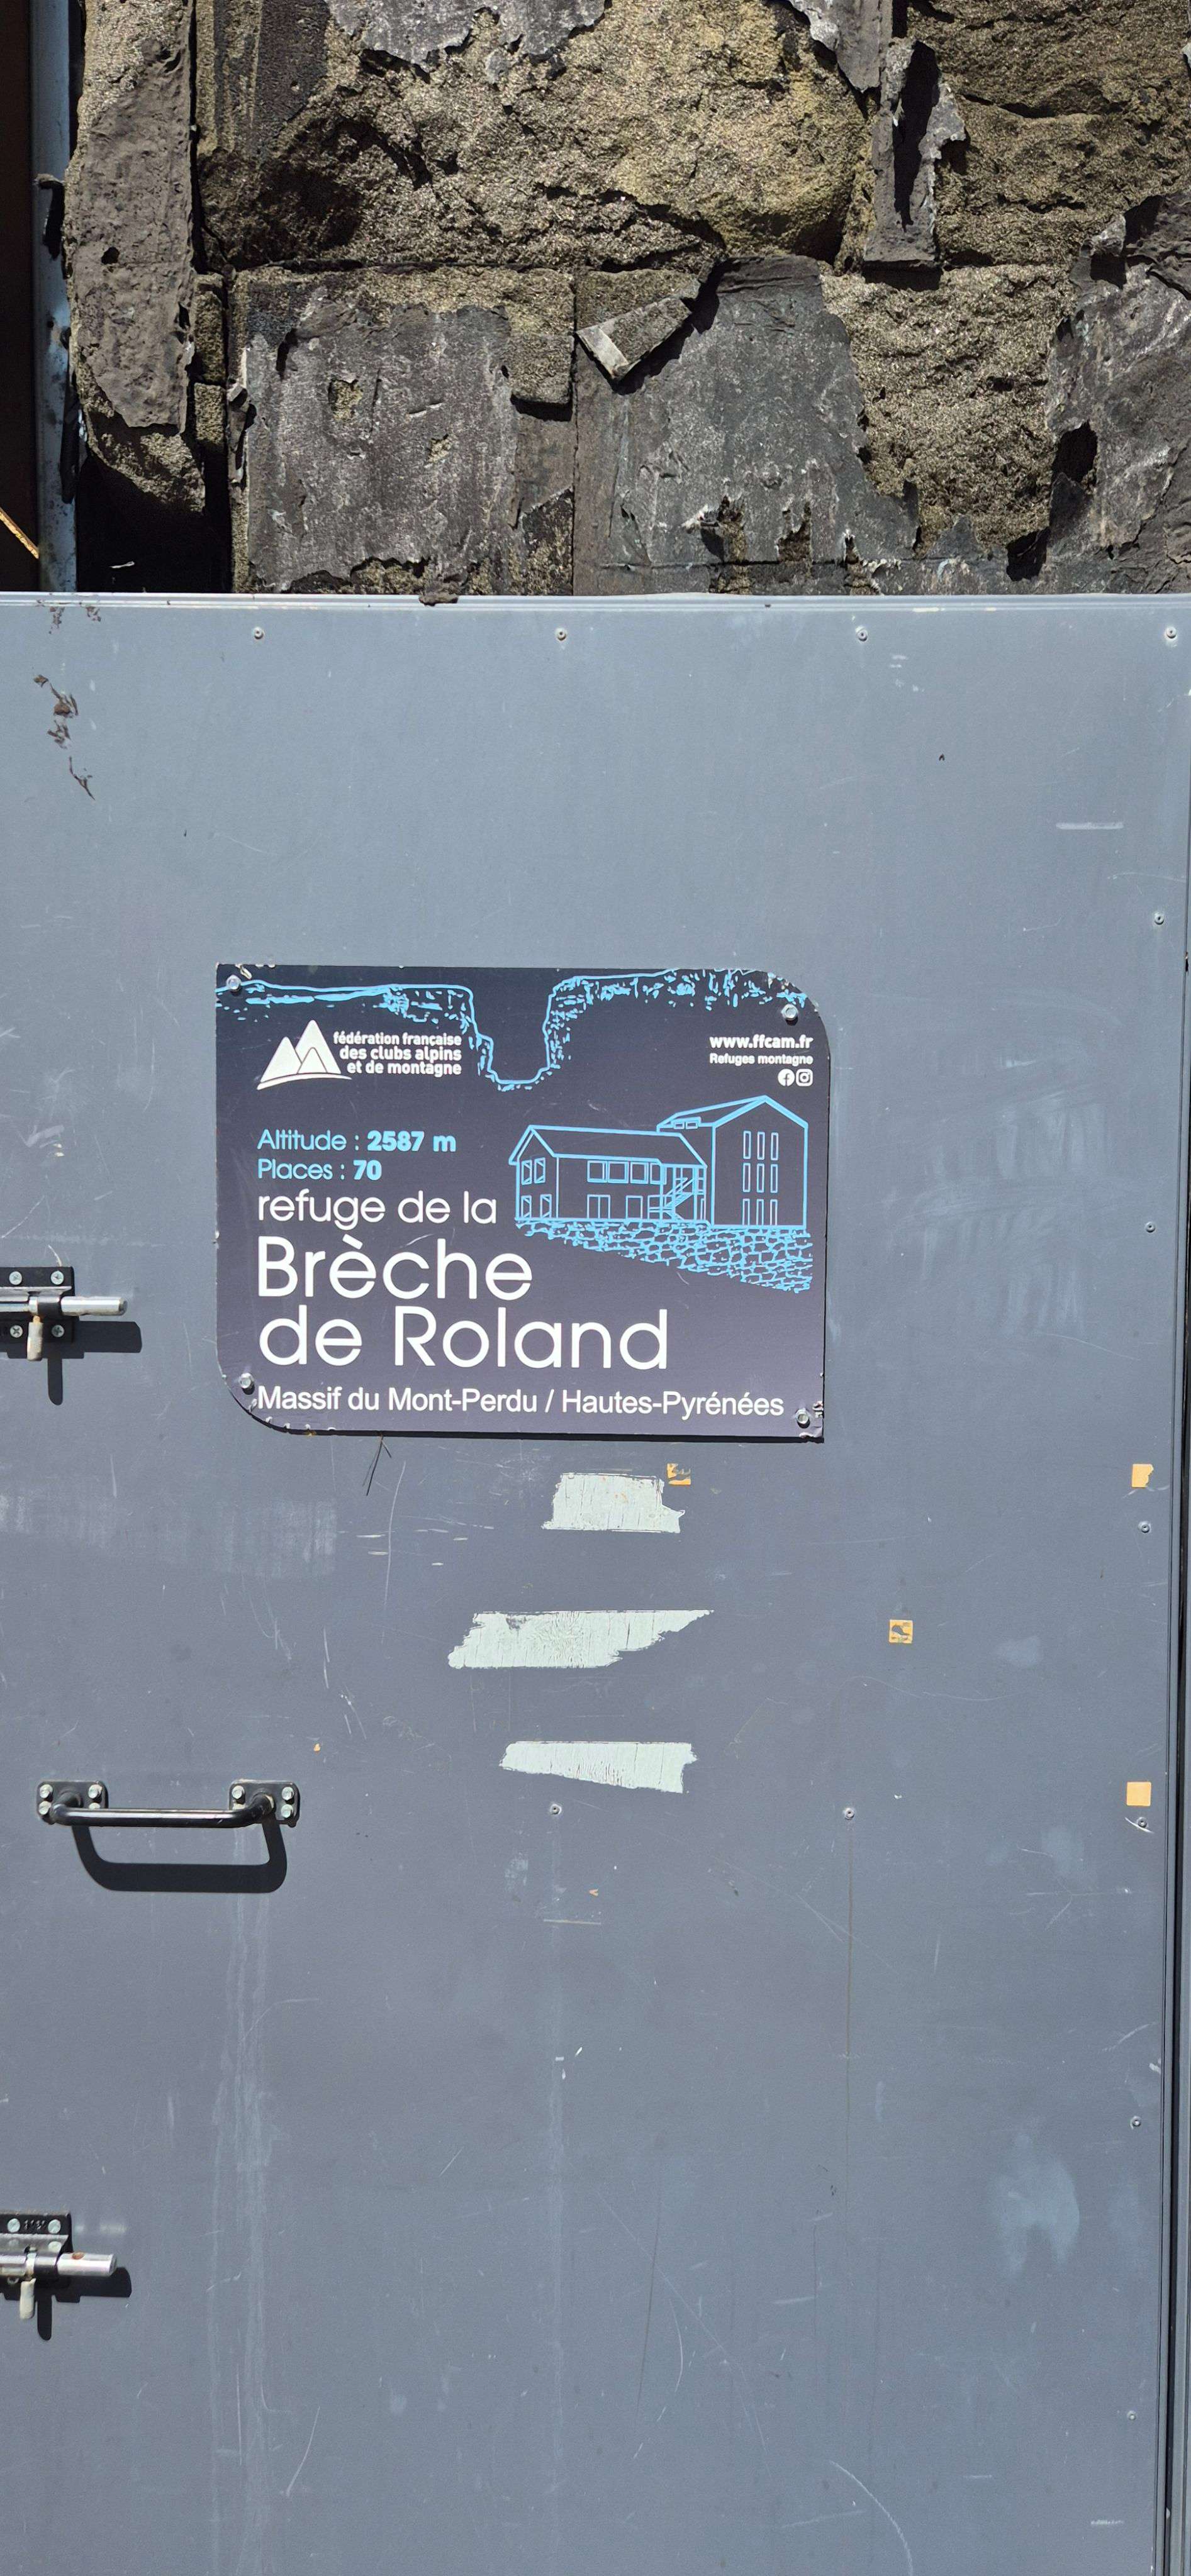 fédération française
des clubs alpins
et de montagne
www.ffcam.fr
Refuges montagne
Altitude : 2587 m
Places : 70
refuge de la
Brèche
de Roland
Massif du Mont-Perdu / Hautes-Pyrénées